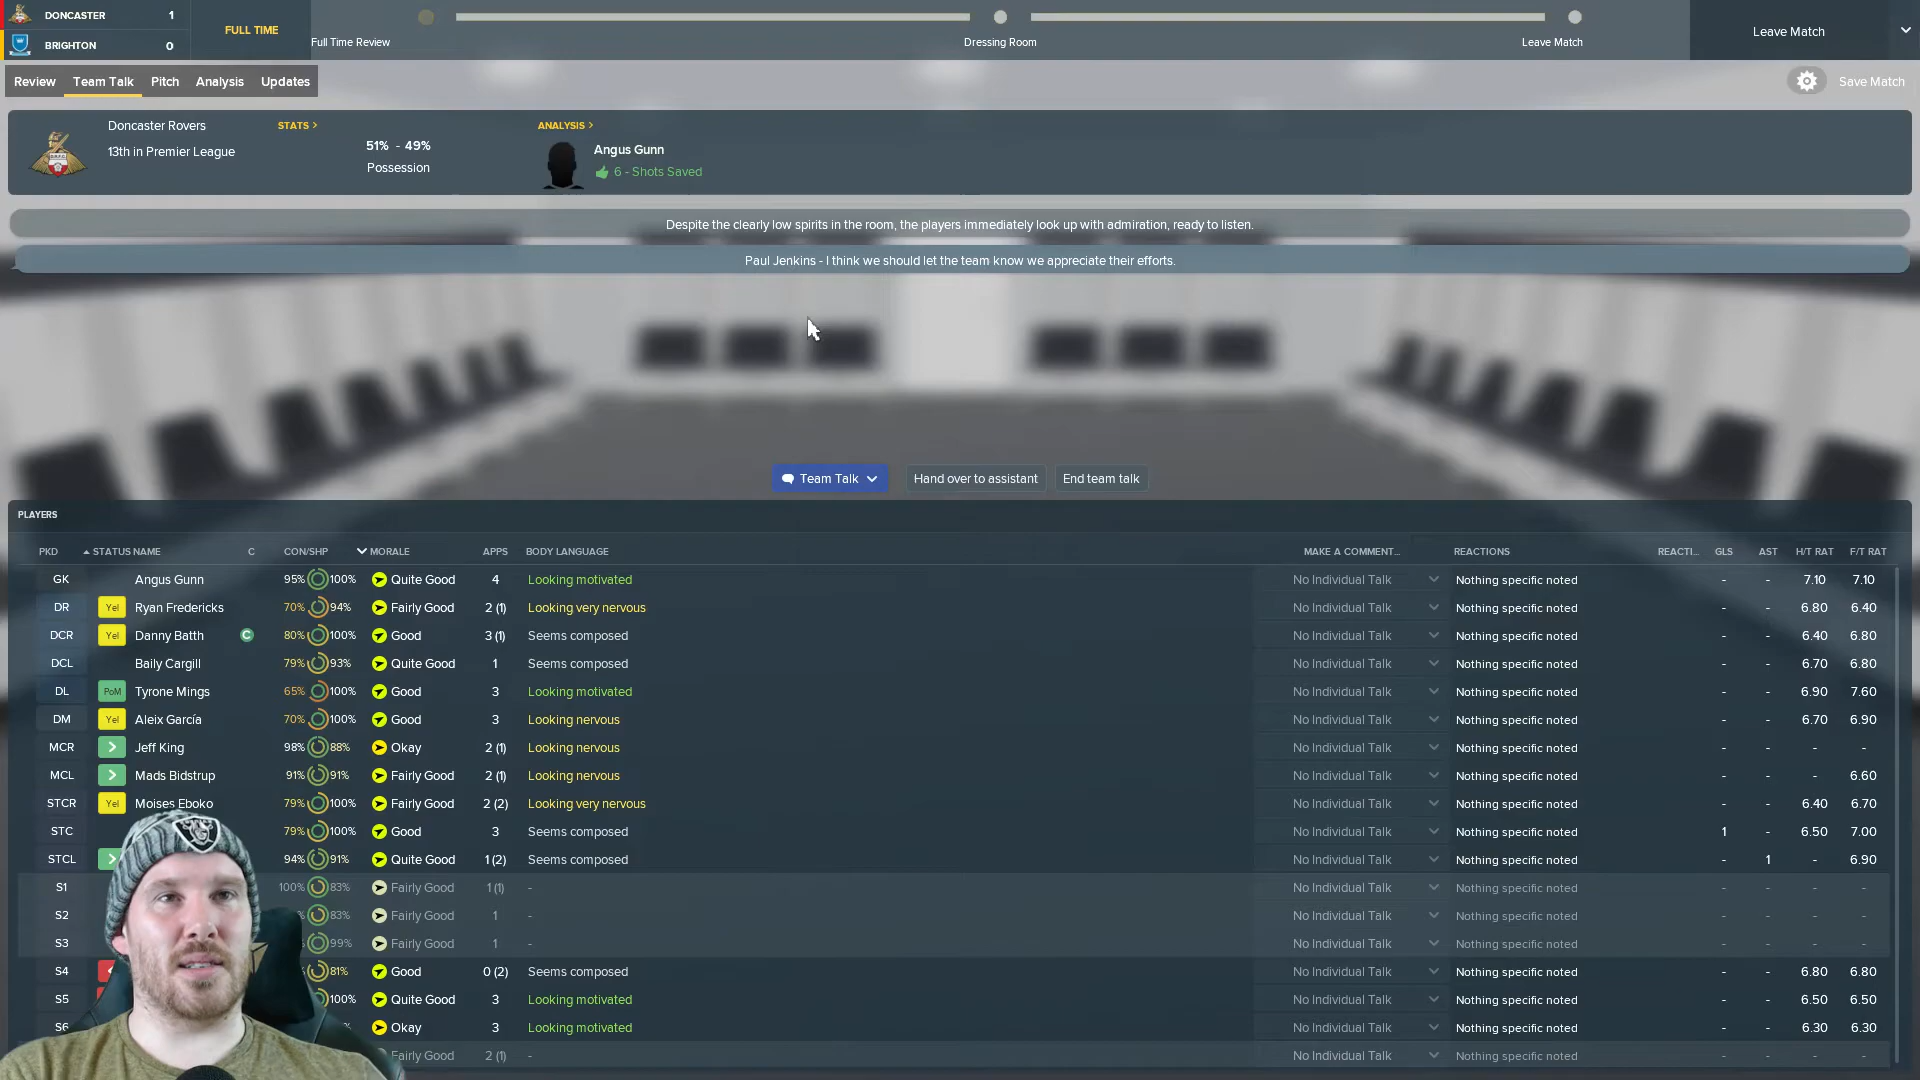 DONCASTER 1
BRIGHTON 0
FULL TIME
Full Time Review
Dressing Room
Leave Match
Leave Match
Review Team Talk Pitch Analysis Updates
Save Match
Doncaster Rovers
13th in Premier League
STATS >
51% - 49%
Possession
ANALYSIS >
Angus Gunn
6 - Shots Saved
Despite the clearly low spirits in the room, the players immediately look up with admiration, ready to listen.
Paul Jenkins - I think we should let the team know we appreciate their efforts.
Team Talk Hand over to assistant End team talk
PLAYERS
PKD STATUS NAME C CON/SHP MORALE APPS BODY LANGUAGE MAKE A COMMENT... REACTIONS REACTI... GLS AST H/T RAT F/T RAT
GK Angus Gunn 95% 100% Quite Good 4 Looking motivated No Individual Talk Nothing specific noted - - 7.10 7.10
DR Yel Ryan Fredericks 70% 94% Fairly Good 2 (1) Looking very nervous No Individual Talk Nothing specific noted - - 6.80 6.40
DCR Yel Danny Batth C 80% 100% Good 3 (1) Seems composed No Individual Talk Nothing specific noted - - 6.40 6.80
DCL Baily Cargill 79% 93% Quite Good 1 Seems composed No Individual Talk Nothing specific noted - - 6.70 6.80
DL PoM Tyrone Mings 65% 100% Good 3 Looking motivated No Individual Talk Nothing specific noted - - 6.90 7.60
DM Yel Aleix García 70% 100% Good 3 Looking nervous No Individual Talk Nothing specific noted - - 6.70 6.90
MCR Jeff King 98% 88% Okay 2 (1) Looking nervous No Individual Talk Nothing specific noted - - - -
MCL Mads Bidstrup 91% 91% Fairly Good 2 (1) Looking nervous No Individual Talk Nothing specific noted - - - 6.60
STCR Yel Moises Eboko 79% 100% Fairly Good 2 (2) Looking very nervous No Individual Talk Nothing specific noted - - 6.40 6.70
STC 79% 100% Good 3 Seems composed No Individual Talk Nothing specific noted 1 - 6.50 7.00
STCL 94% 91% Quite Good 1 (2) Seems composed No Individual Talk Nothing specific noted - 1 - 6.90
S1 100% 83% Fairly Good 1 (1) - No Individual Talk Nothing specific noted - - - -
S2 83% Fairly Good 1 - No Individual Talk Nothing specific noted - - - -
S3 99% Fairly Good 1 - No Individual Talk Nothing specific noted - - - -
S4 81% Good 0 (2) Seems composed No Individual Talk Nothing specific noted - - 6.80 6.80
S5 100% Quite Good 3 Looking motivated No Individual Talk Nothing specific noted - - 6.50 6.50
S6 Okay 3 Looking motivated No Individual Talk Nothing specific noted - - 6.30 6.30
Fairly Good 2 (1) - No Individual Talk Nothing specific noted - - - -